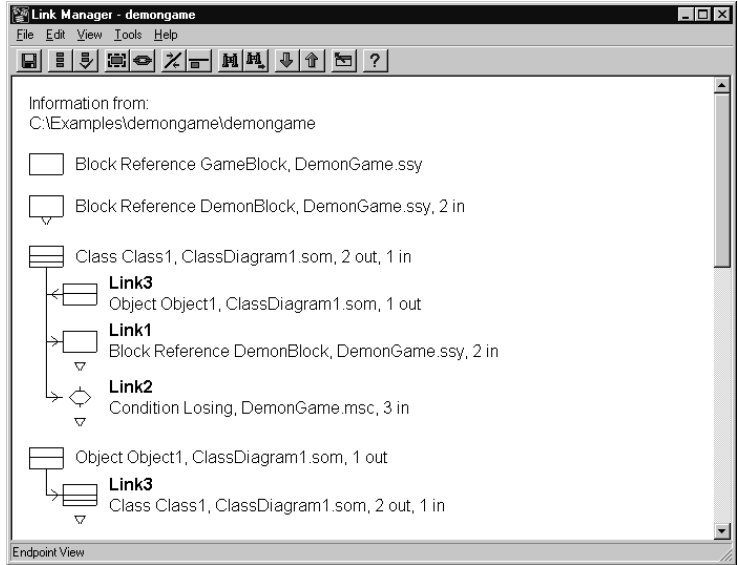 Link Manager - demongame
File Edit View Tools Help
?
Information from:
C:\Examples\demongame\demongame
Block Reference GameBlock, DemonGame.ssy
Block Reference DemonBlock, DemonGame.ssy, 2 in
Class Class1, ClassDiagram1.som, 2 out, 1 in
Link3
Object Object1, ClassDiagram1.som, 1 out
Link1
Block Reference DemonBlock, DemonGame.ssy, 2 in
Link2
Condition Losing, DemonGame.msc, 3 in
Object Object1, ClassDiagram1.som, 1 out
Link3
Class Class1, ClassDiagram1.som, 2 out, 1 in
Endpoint View